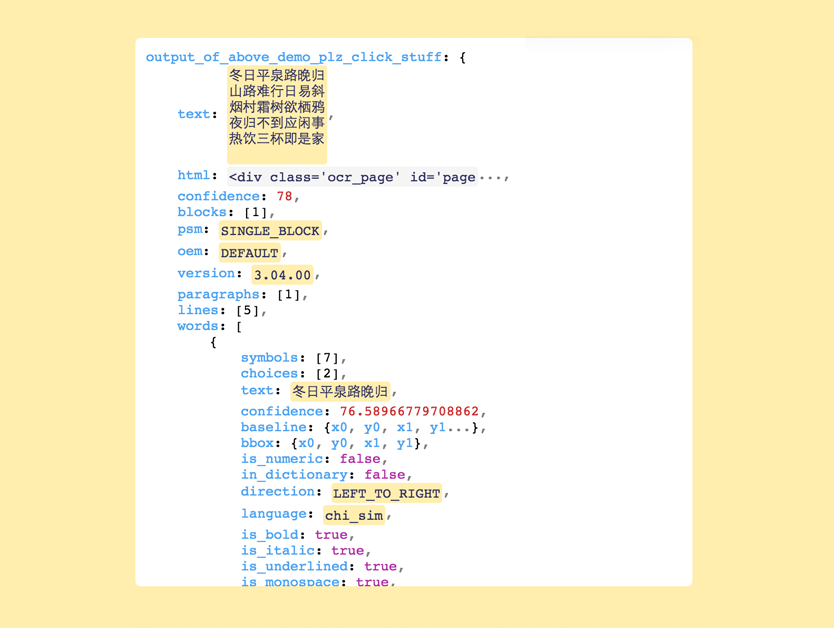 output_of_above_demo_plz_click_stuff: {
text:
冬日平泉路晚归
山路难行日易斜
烟村霜树欲栖鸦
夜归不到应闲事
热饮三杯即是家
,
html: <div class='ocr_page' id='page...,
confidence: 78,
blocks: [1],
psm: SINGLE_BLOCK,
oem: DEFAULT,
version: 3.04.00,
paragraphs: [1],
lines: [5],
words: [
{
symbols: [7],
choices: [2],
text: 冬日平泉路晚归,
confidence: 76.58966779708862,
baseline: {x0, y0, x1, y1...},
bbox: {x0, y0, x1, y1},
is_numeric: false,
in_dictionary: false,
direction: LEFT_TO_RIGHT,
language: chi_sim,
is_bold: true,
is_italic: true,
is_underlined: true,
is_monospace: true,